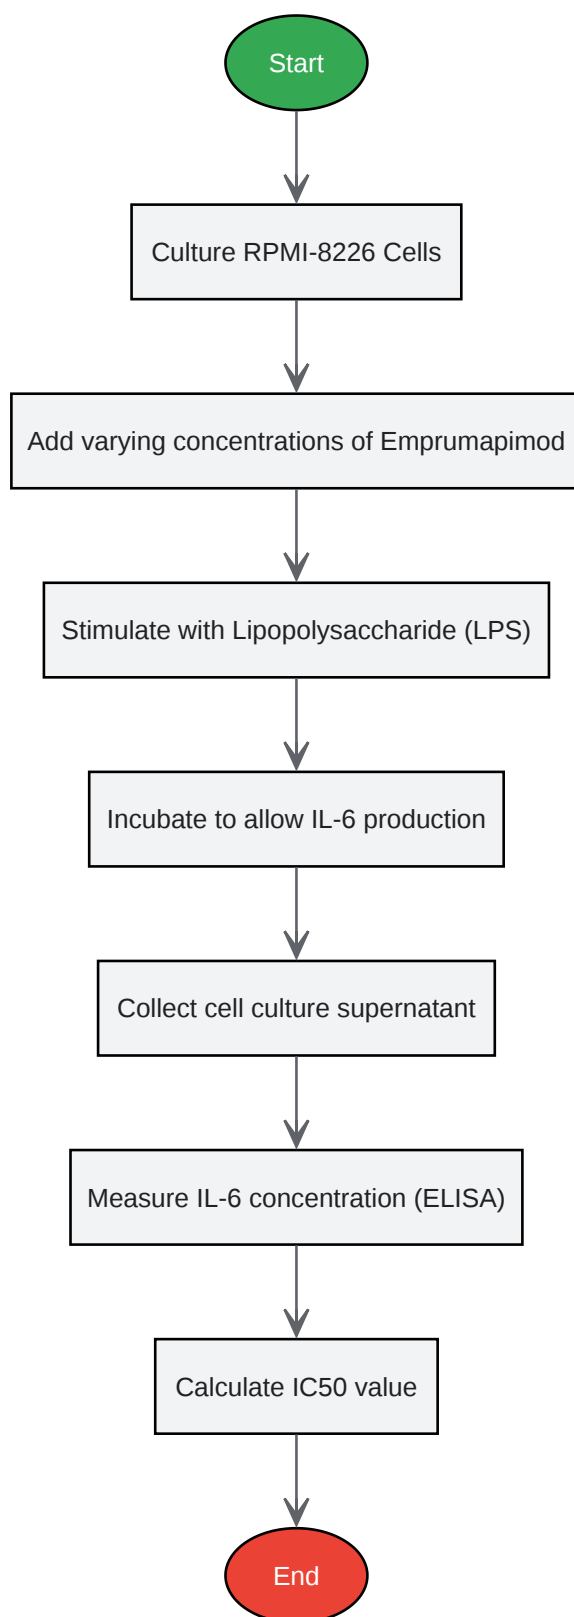 Start
Culture RPMI-8226 Cells
Add varying concentrations of Emprumapimod
Stimulate with Lipopolysaccharide (LPS)
Incubate to allow IL-6 production
Collect cell culture supernatant
Measure IL-6 concentration (ELISA)
Calculate IC50 value
End